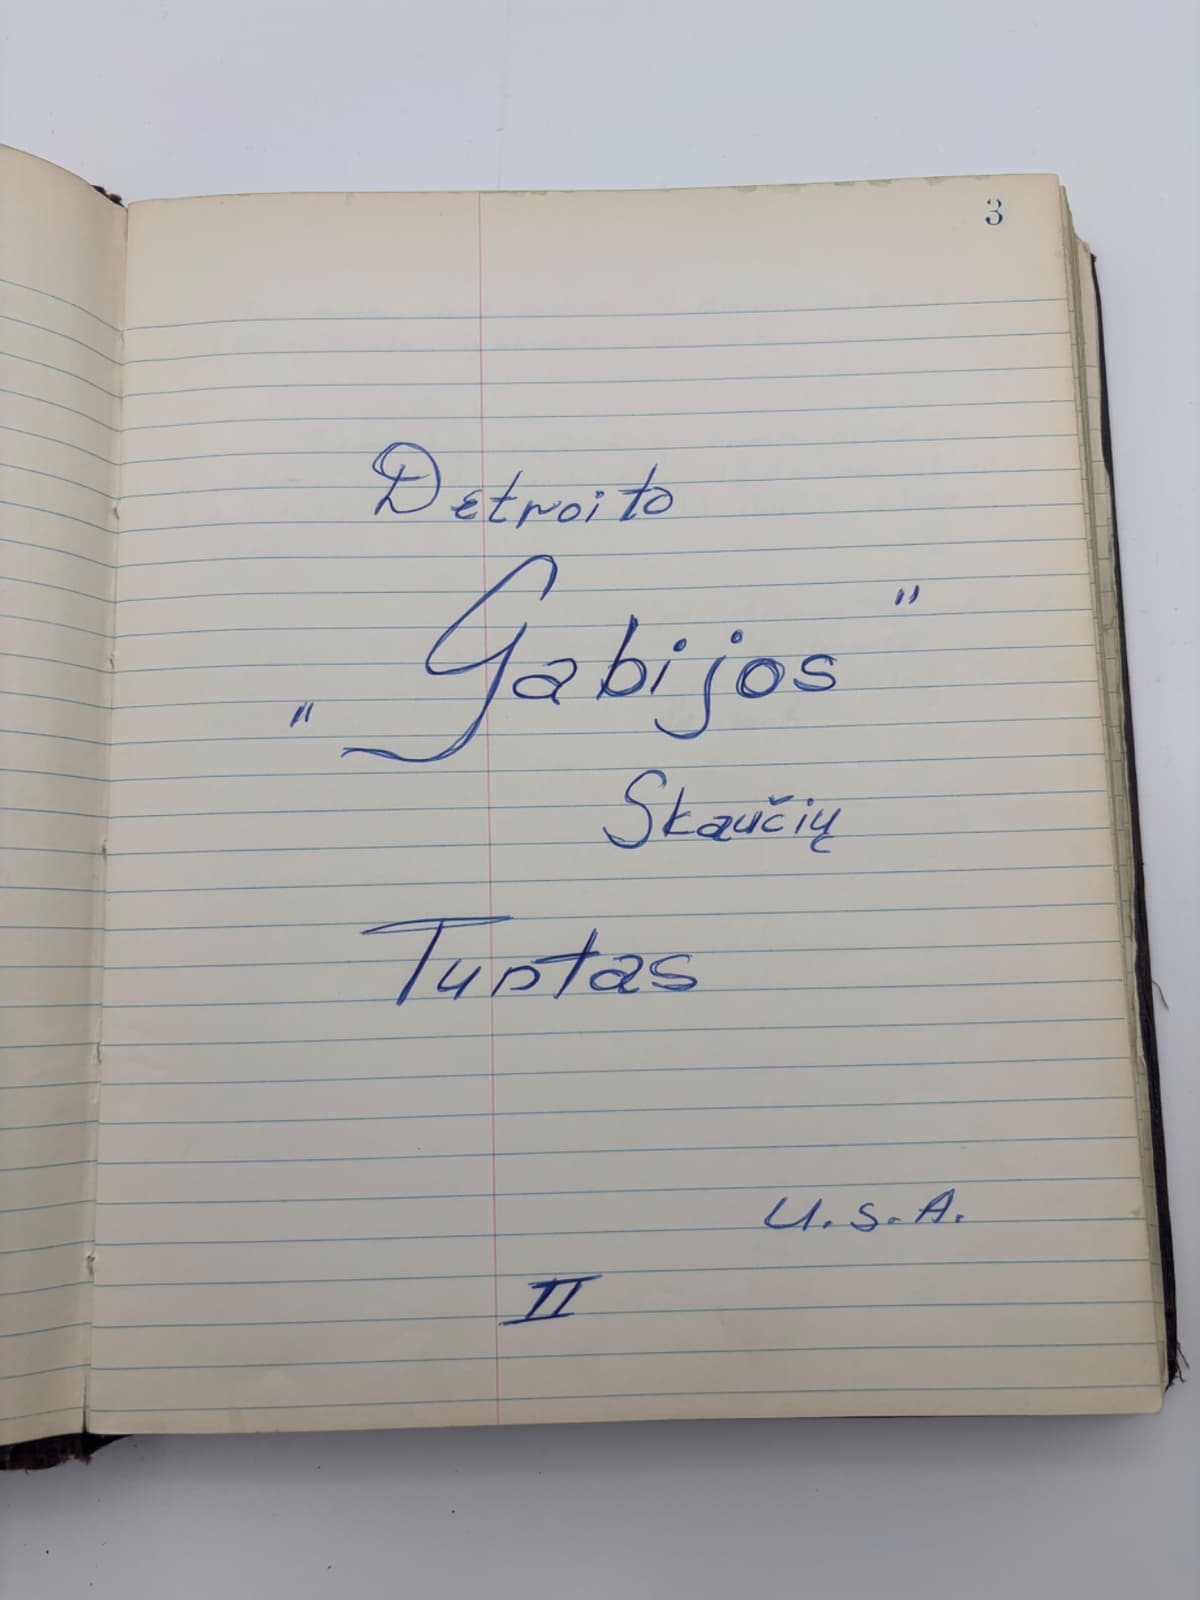 3
Detroito
"Gabijos"
Skaučių
Tuntas
U.S.A.
II